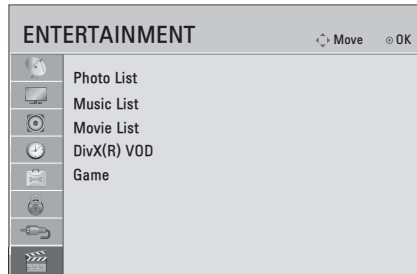 ENTERTAINMENT
Move OK
Photo List
Music List
Movie List
DivX(R) VOD
Game